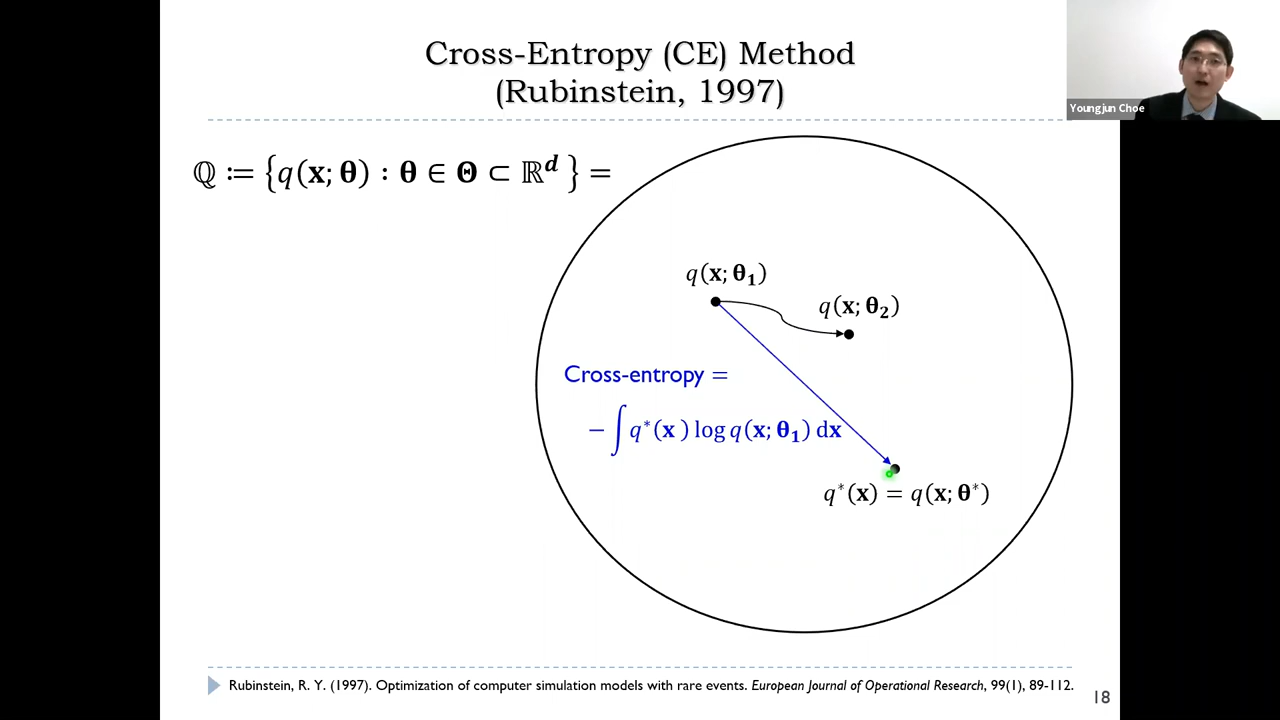 Cross-Entropy (CE) Method
(Rubinstein, 1997)
Youngjun Choe
ℚ ≔ {q(𝐱; 𝛉) : 𝛉 ∈ 𝚯 ⊂ ℝᵈ } =
q(𝐱; 𝛉₁)
q(𝐱; 𝛉₂)
Cross-entropy =
− ∫ q*(𝐱 ) log q(𝐱; 𝛉₁) d𝐱
q*(𝐱) = q(𝐱; 𝛉*)
Rubinstein, R. Y. (1997). Optimization of computer simulation models with rare events. European Journal of Operational Research, 99(1), 89-112.
18